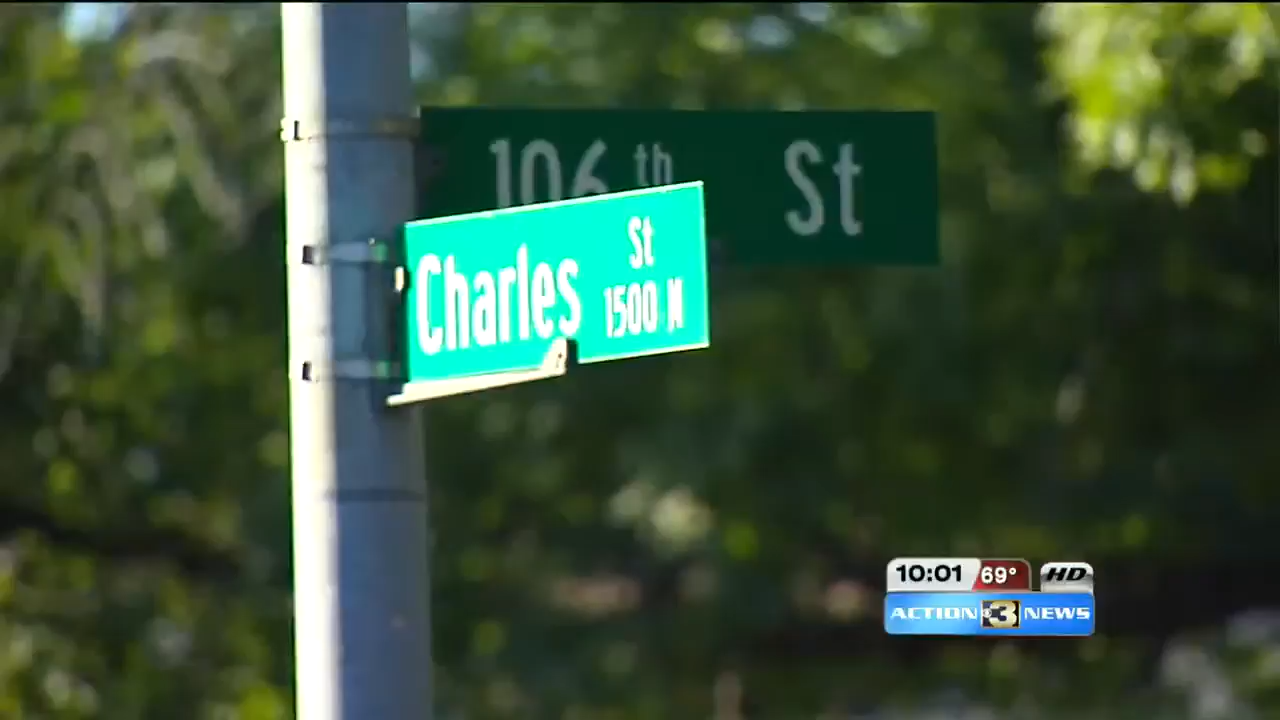 106th St
Charles St
1500 N
10:01 69° HD
ACTION 3 NEWS